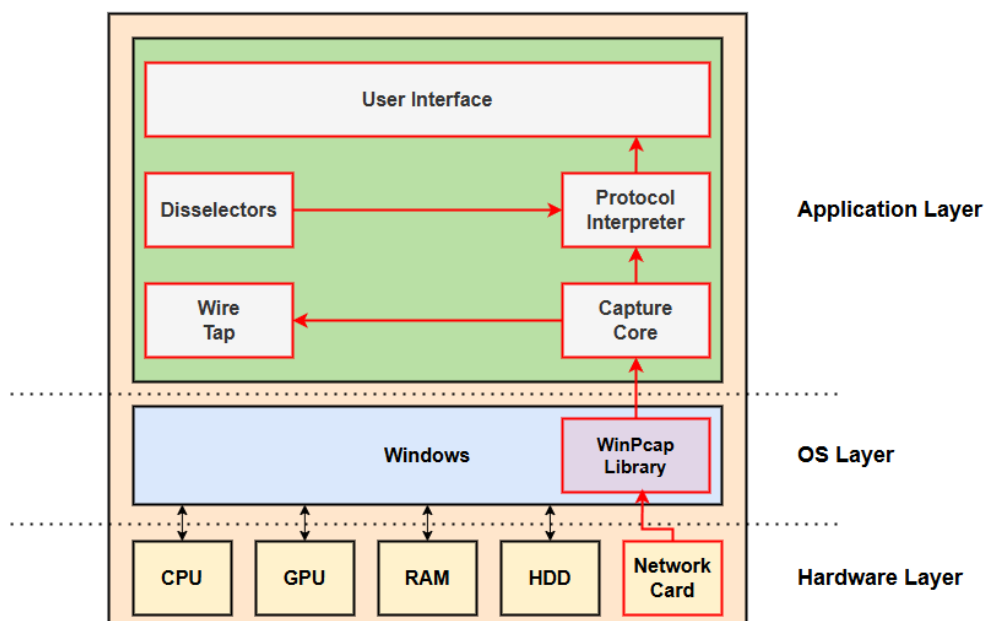 User Interface
Disselectors
Protocol
Interpreter
Application Layer
Wire
Tap
Capture
Core
Windows
WinPcap
Library
OS Layer
CPU
GPU
RAM
HDD
Network
Card
Hardware Layer